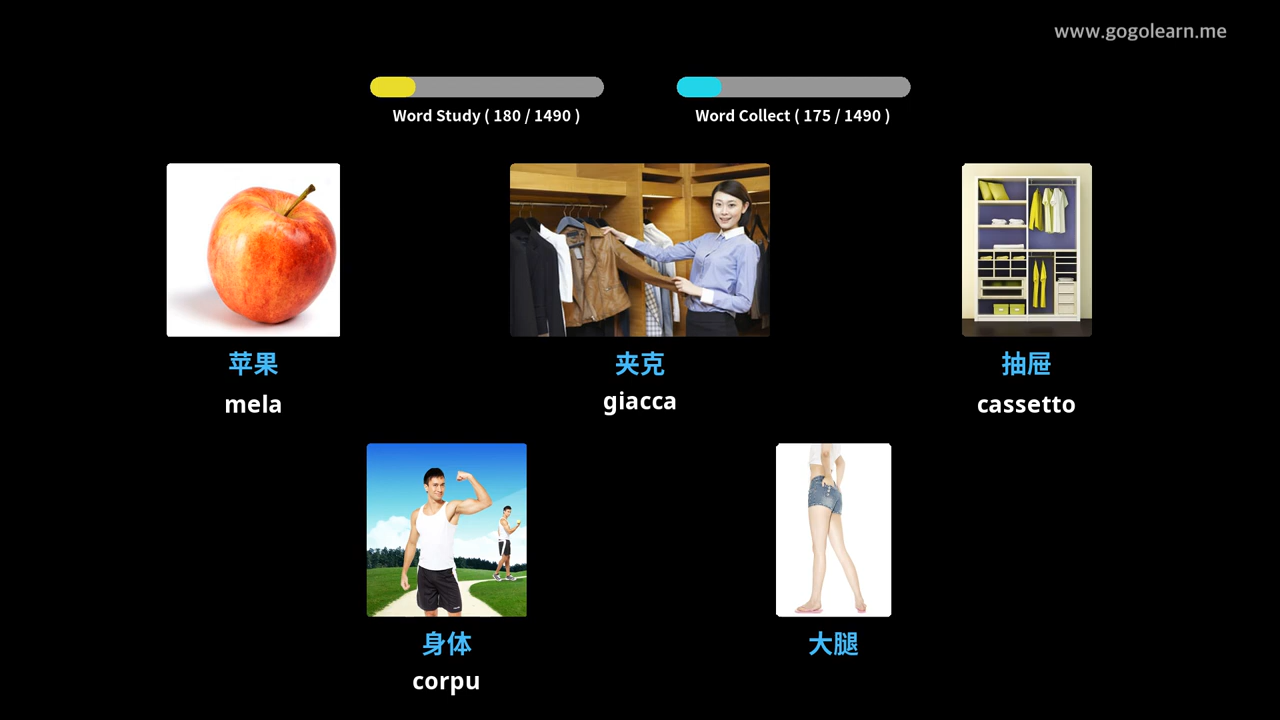 www.gogolearn.me
Word Study ( 180 / 1490 )
Word Collect ( 175 / 1490 )
苹果
mela
夹克
giacca
抽屉
cassetto
身体
corpu
大腿